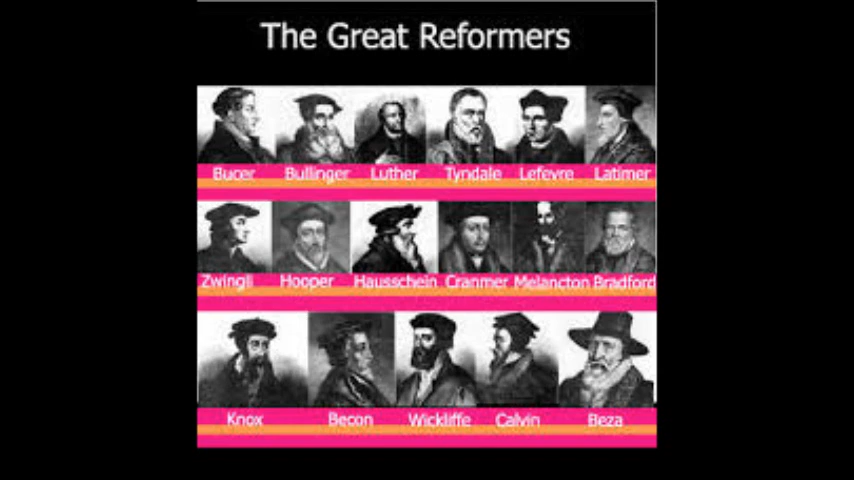 The Great Reformers
Bucer Bullinger Luther Tyndale Lefevre Latimer
Zwingli Hooper Hausschein Cranmer Melancton Bradford
Knox Becon Wickliffe Calvin Beza